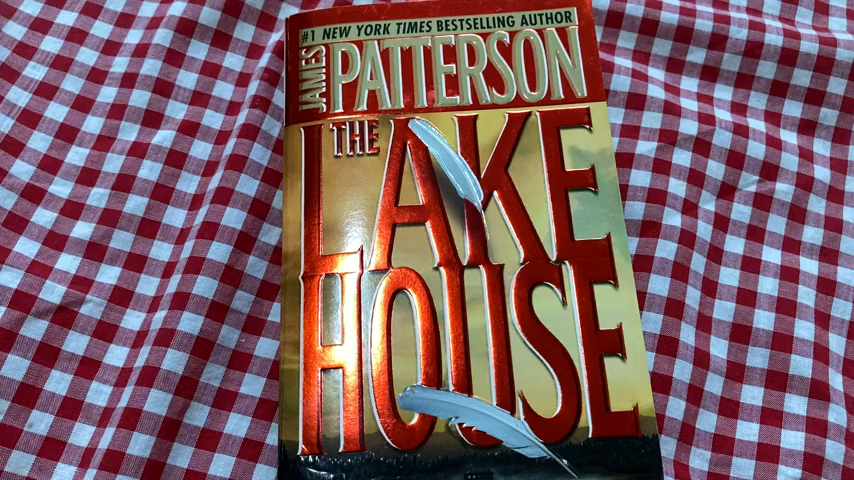 #1 NEW YORK TIMES BESTSELLING AUTHOR
JAMES PATTERSON
THE
LAKE
HOUSE